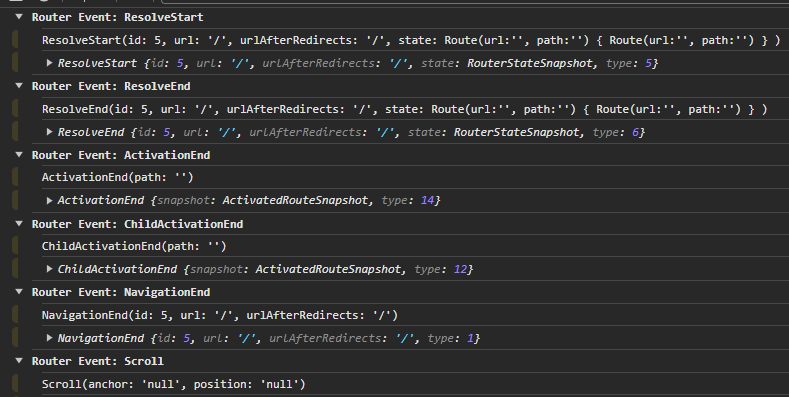 Router Event: ResolveStart
ResolveStart(id: 5, url: '/', urlAfterRedirects: '/', state: Route(url:'', path:'') { Route(url:'', path:'') } )
ResolveStart {id: 5, url: '/', urlAfterRedirects: '/', state: RouterStateSnapshot, type: 5}
Router Event: ResolveEnd
ResolveEnd(id: 5, url: '/', urlAfterRedirects: '/', state: Route(url:'', path:'') { Route(url:'', path:'') } )
ResolveEnd {id: 5, url: '/', urlAfterRedirects: '/', state: RouterStateSnapshot, type: 6}
Router Event: ActivationEnd
ActivationEnd(path: '')
ActivationEnd {snapshot: ActivatedRouteSnapshot, type: 14}
Router Event: ChildActivationEnd
ChildActivationEnd(path: '')
ChildActivationEnd {snapshot: ActivatedRouteSnapshot, type: 12}
Router Event: NavigationEnd
NavigationEnd(id: 5, url: '/', urlAfterRedirects: '/')
NavigationEnd {id: 5, url: '/', urlAfterRedirects: '/', type: 1}
Router Event: Scroll
Scroll(anchor: 'null', position: 'null')